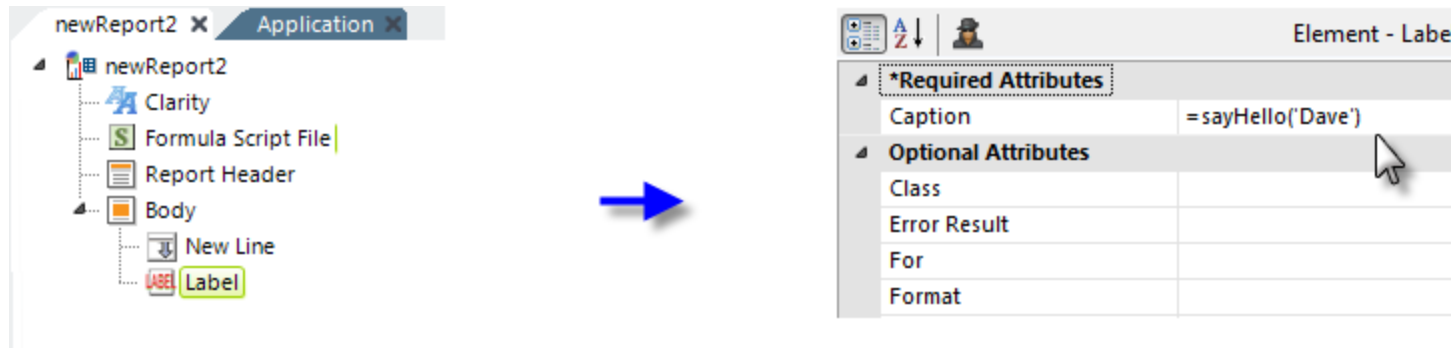 newReport2 Application
newReport2
Clarity
S Formula Script File
Report Header
Body
New Line
LABEL Label
A Z Element - Labe
*Required Attributes
Caption =sayHello('Dave')
Optional Attributes
Class
Error Result
For
Format